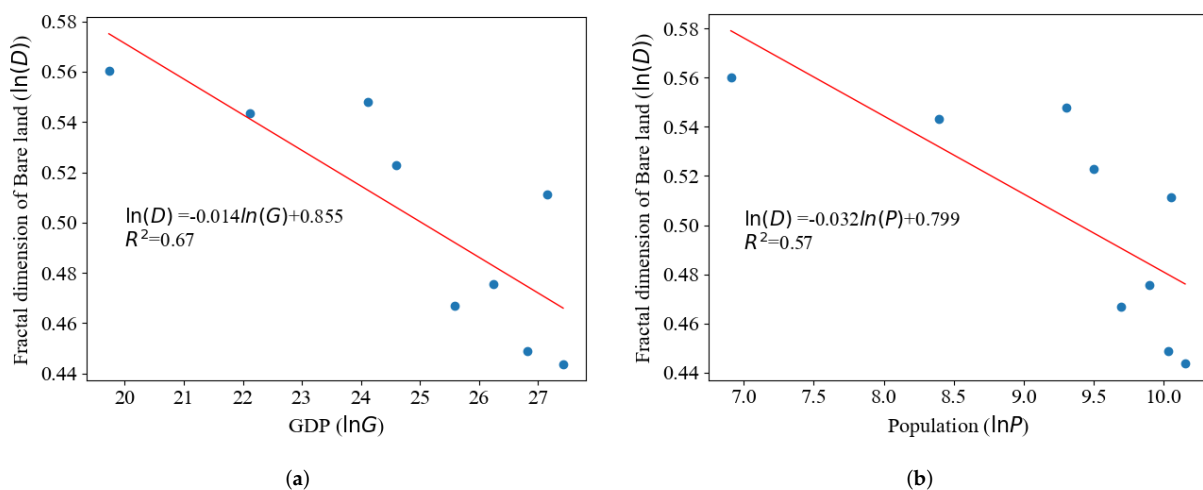 Fractal dimension of Bare land (ln(D))
0.58
0.56
0.54
0.52
0.50
0.48
0.46
0.44
ln(D) =-0.014ln(G)+0.855
R²=0.67
20 21 22 23 24 25 26 27
GDP (lnG)
(a)
Fractal dimension of Bare land (ln(D))
0.58
0.56
0.54
0.52
0.50
0.48
0.46
0.44
ln(D) =-0.032ln(P)+0.799
R²=0.57
7.0 7.5 8.0 8.5 9.0 9.5 10.0
Population (lnP)
(b)